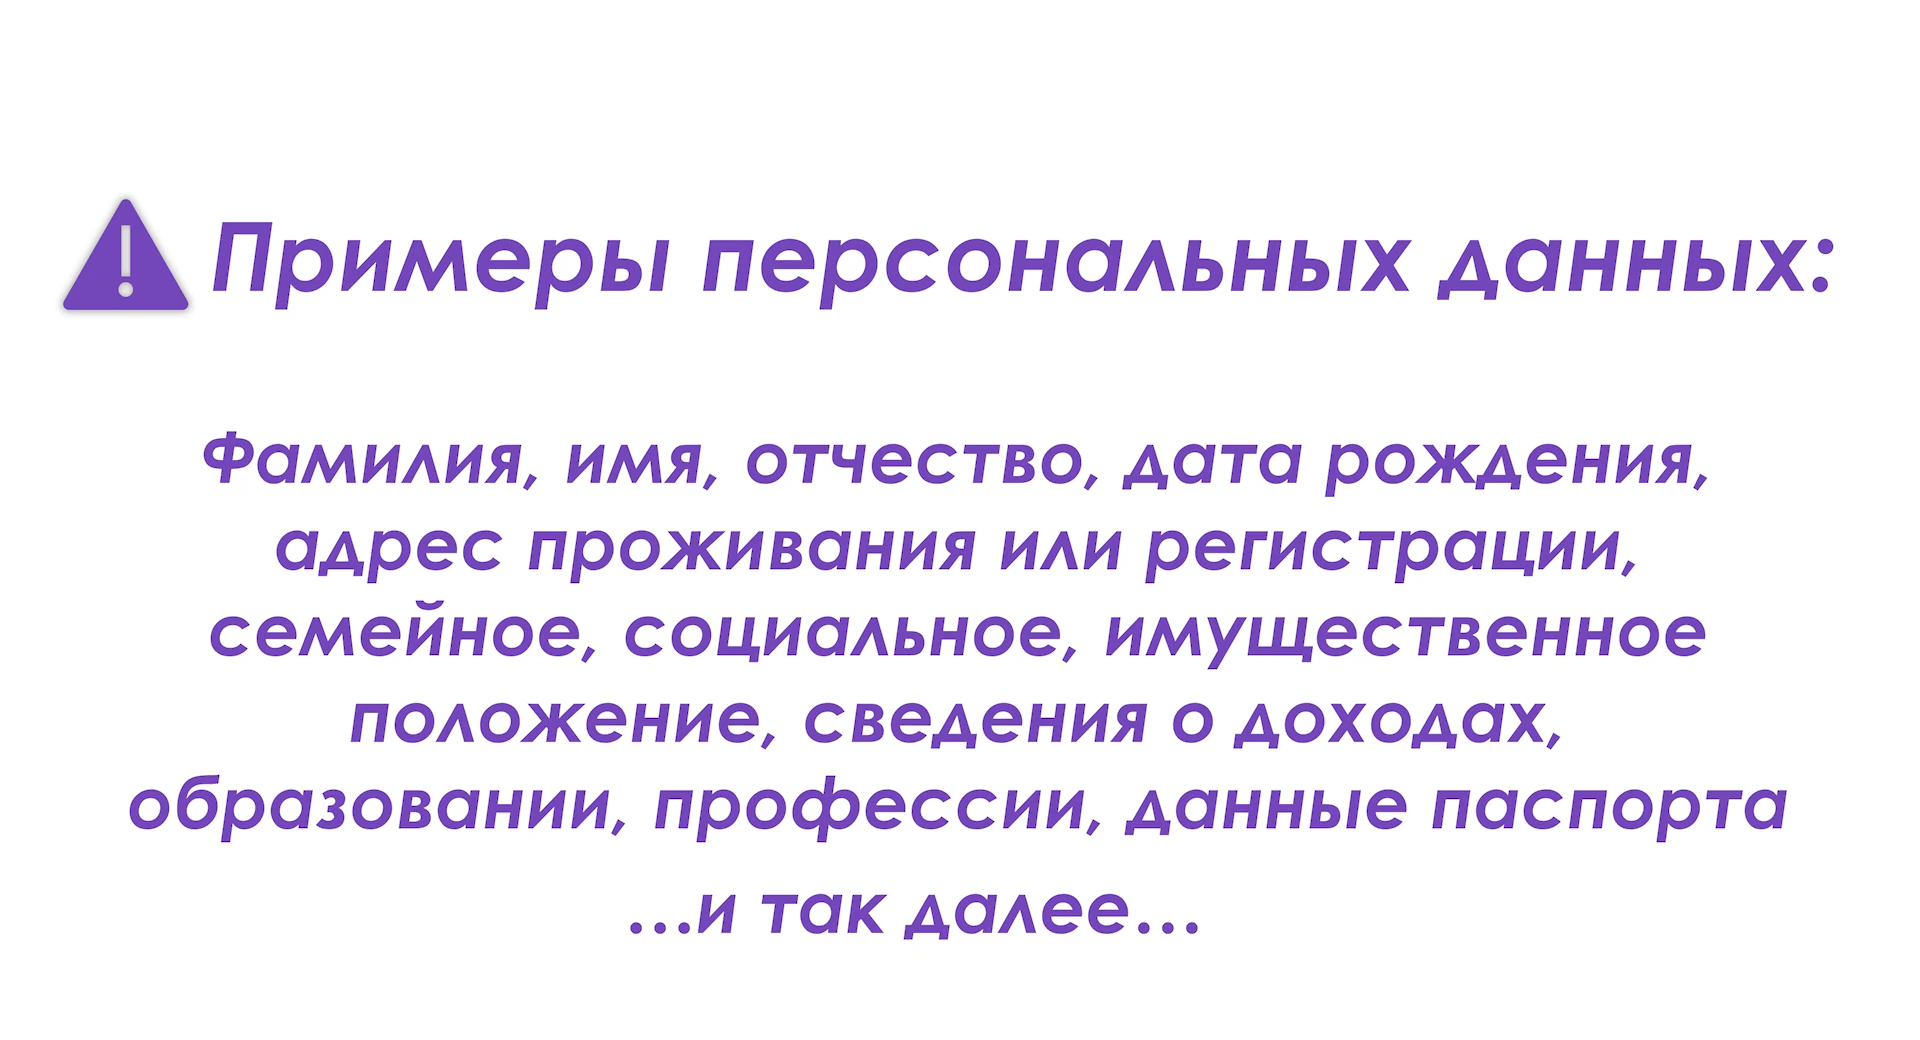 Примеры персональных данных:
Фамилия, имя, отчество, дата рождения,
адрес проживания или регистрации,
семейное, социальное, имущественное
положение, сведения о доходах,
образовании, профессии, данные паспорта
...и так далее...